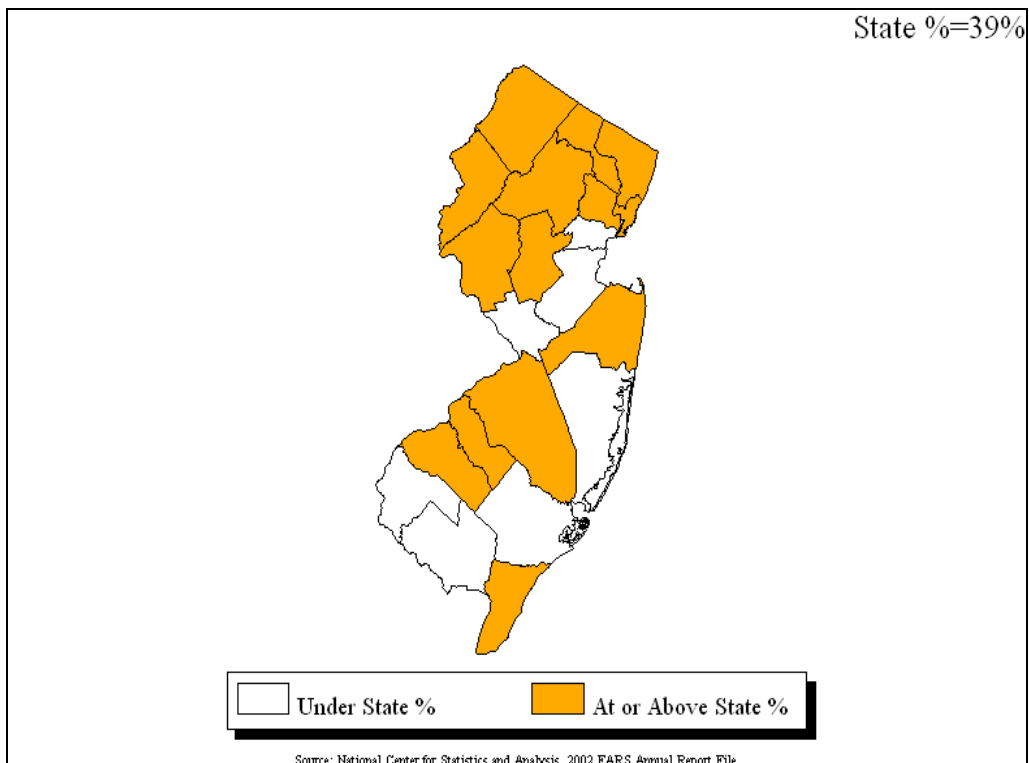 State %=39%
Under State %
At or Above State %
Source: National Center for Statistics and Analysis, 2002 FARS Annual Report File